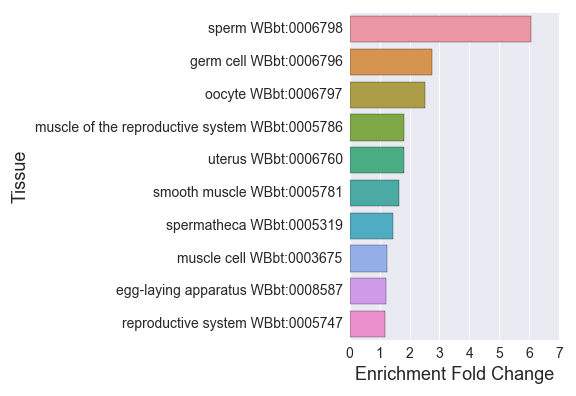 sperm WBbt:0006798
germ cell WBbt:0006796
oocyte WBbt:0006797
muscle of the reproductive system WBbt:0005786
uterus WBbt:0006760
smooth muscle WBbt:0005781
spermatheca WBbt:0005319
muscle cell WBbt:0003675
egg-laying apparatus WBbt:0008587
reproductive system WBbt:0005747
Tissue
0 1 2 3 4 5 6 7
Enrichment Fold Change